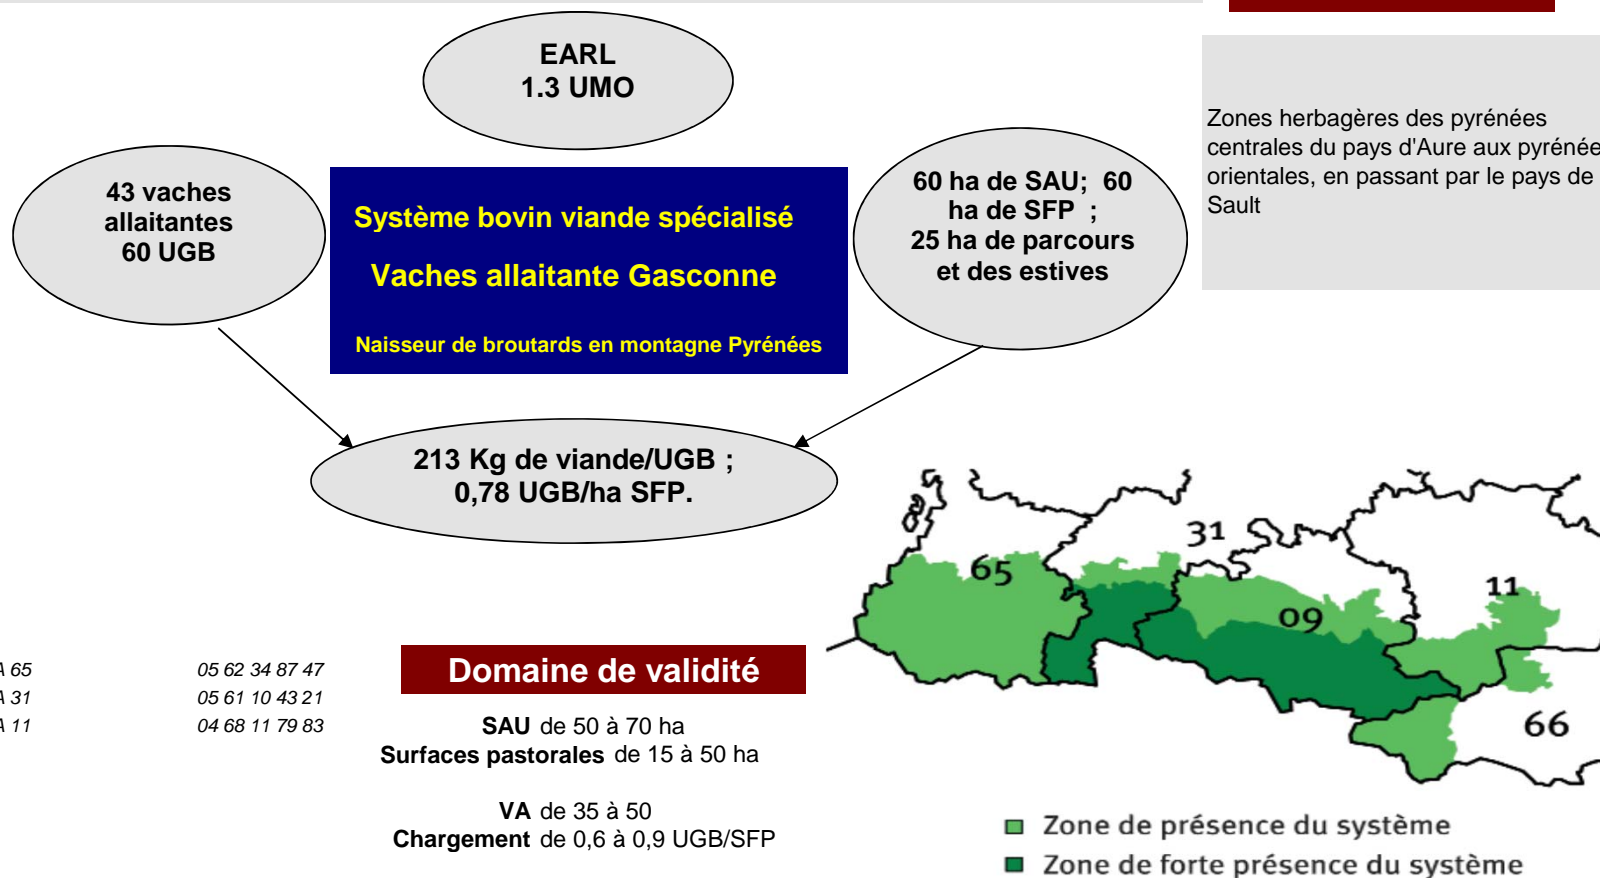 EARL
1.3 UMO
Zones herbagères des pyrénées
centrales du pays d'Aure aux pyrénée
orientales, en passant par le pays de
Sault
43 vaches
allaitantes
60 UGB
Système bovin viande spécialisé
Vaches allaitante Gasconne
Naisseur de broutards en montagne Pyrénées
60 ha de SAU; 60
ha de SFP ;
25 ha de parcours
et des estives
213 Kg de viande/UGB ;
0,78 UGB/ha SFP.
31
65
11
09
66
A 65 05 62 34 87 47
A 31 05 61 10 43 21
A 11 04 68 11 79 83
Domaine de validité
SAU de 50 à 70 ha
Surfaces pastorales de 15 à 50 ha
VA de 35 à 50
Chargement de 0,6 à 0,9 UGB/SFP
Zone de présence du système
Zone de forte présence du système